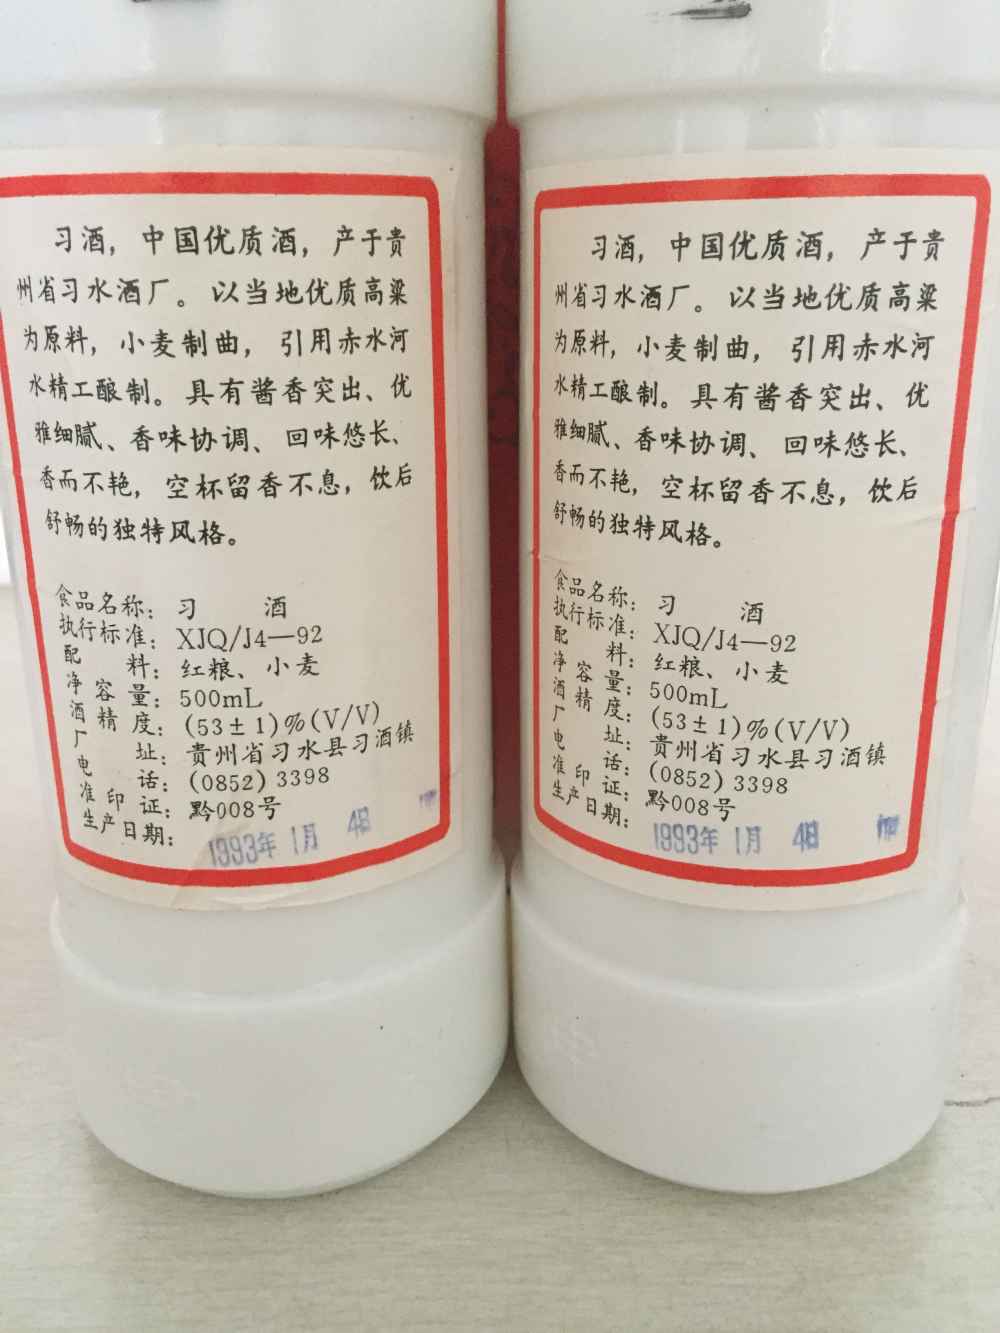 习酒，中国优质酒，产于贵
州省习水酒厂。以当地优质高粱
为原料，小麦制曲，引用赤水河
水精工酿制。具有酱香突出、优
雅细腻、香味协调、回味悠长、
香而不艳，空杯留香不息，饮后
舒畅的独特风格。
食品名称：习 酒
执行标准：XJQ/J4—92
配 料：红粮、小麦
净 容 量：500mL
酒 精 度：(53±1)%(V/V)
厂 址：贵州省习水县习酒镇
电 话：(0852)3398
准 印 证：黔008号
生产日期：1993年 1月 4日
习酒，中国优质酒，产于贵
州省习水酒厂。以当地优质高粱
为原料，小麦制曲，引用赤水河
水精工酿制。具有酱香突出、优
雅细腻、香味协调、回味悠长、
香而不艳，空杯留香不息，饮后
舒畅的独特风格。
食品名称：习 酒
执行标准：XJQ/J4—92
配 料：红粮、小麦
净 容 量：500mL
酒 精 度：(53±1)%(V/V)
厂 址：贵州省习水县习酒镇
电 话：(0852)3398
准 印 证：黔008号
生产日期：1993年 1月 4日